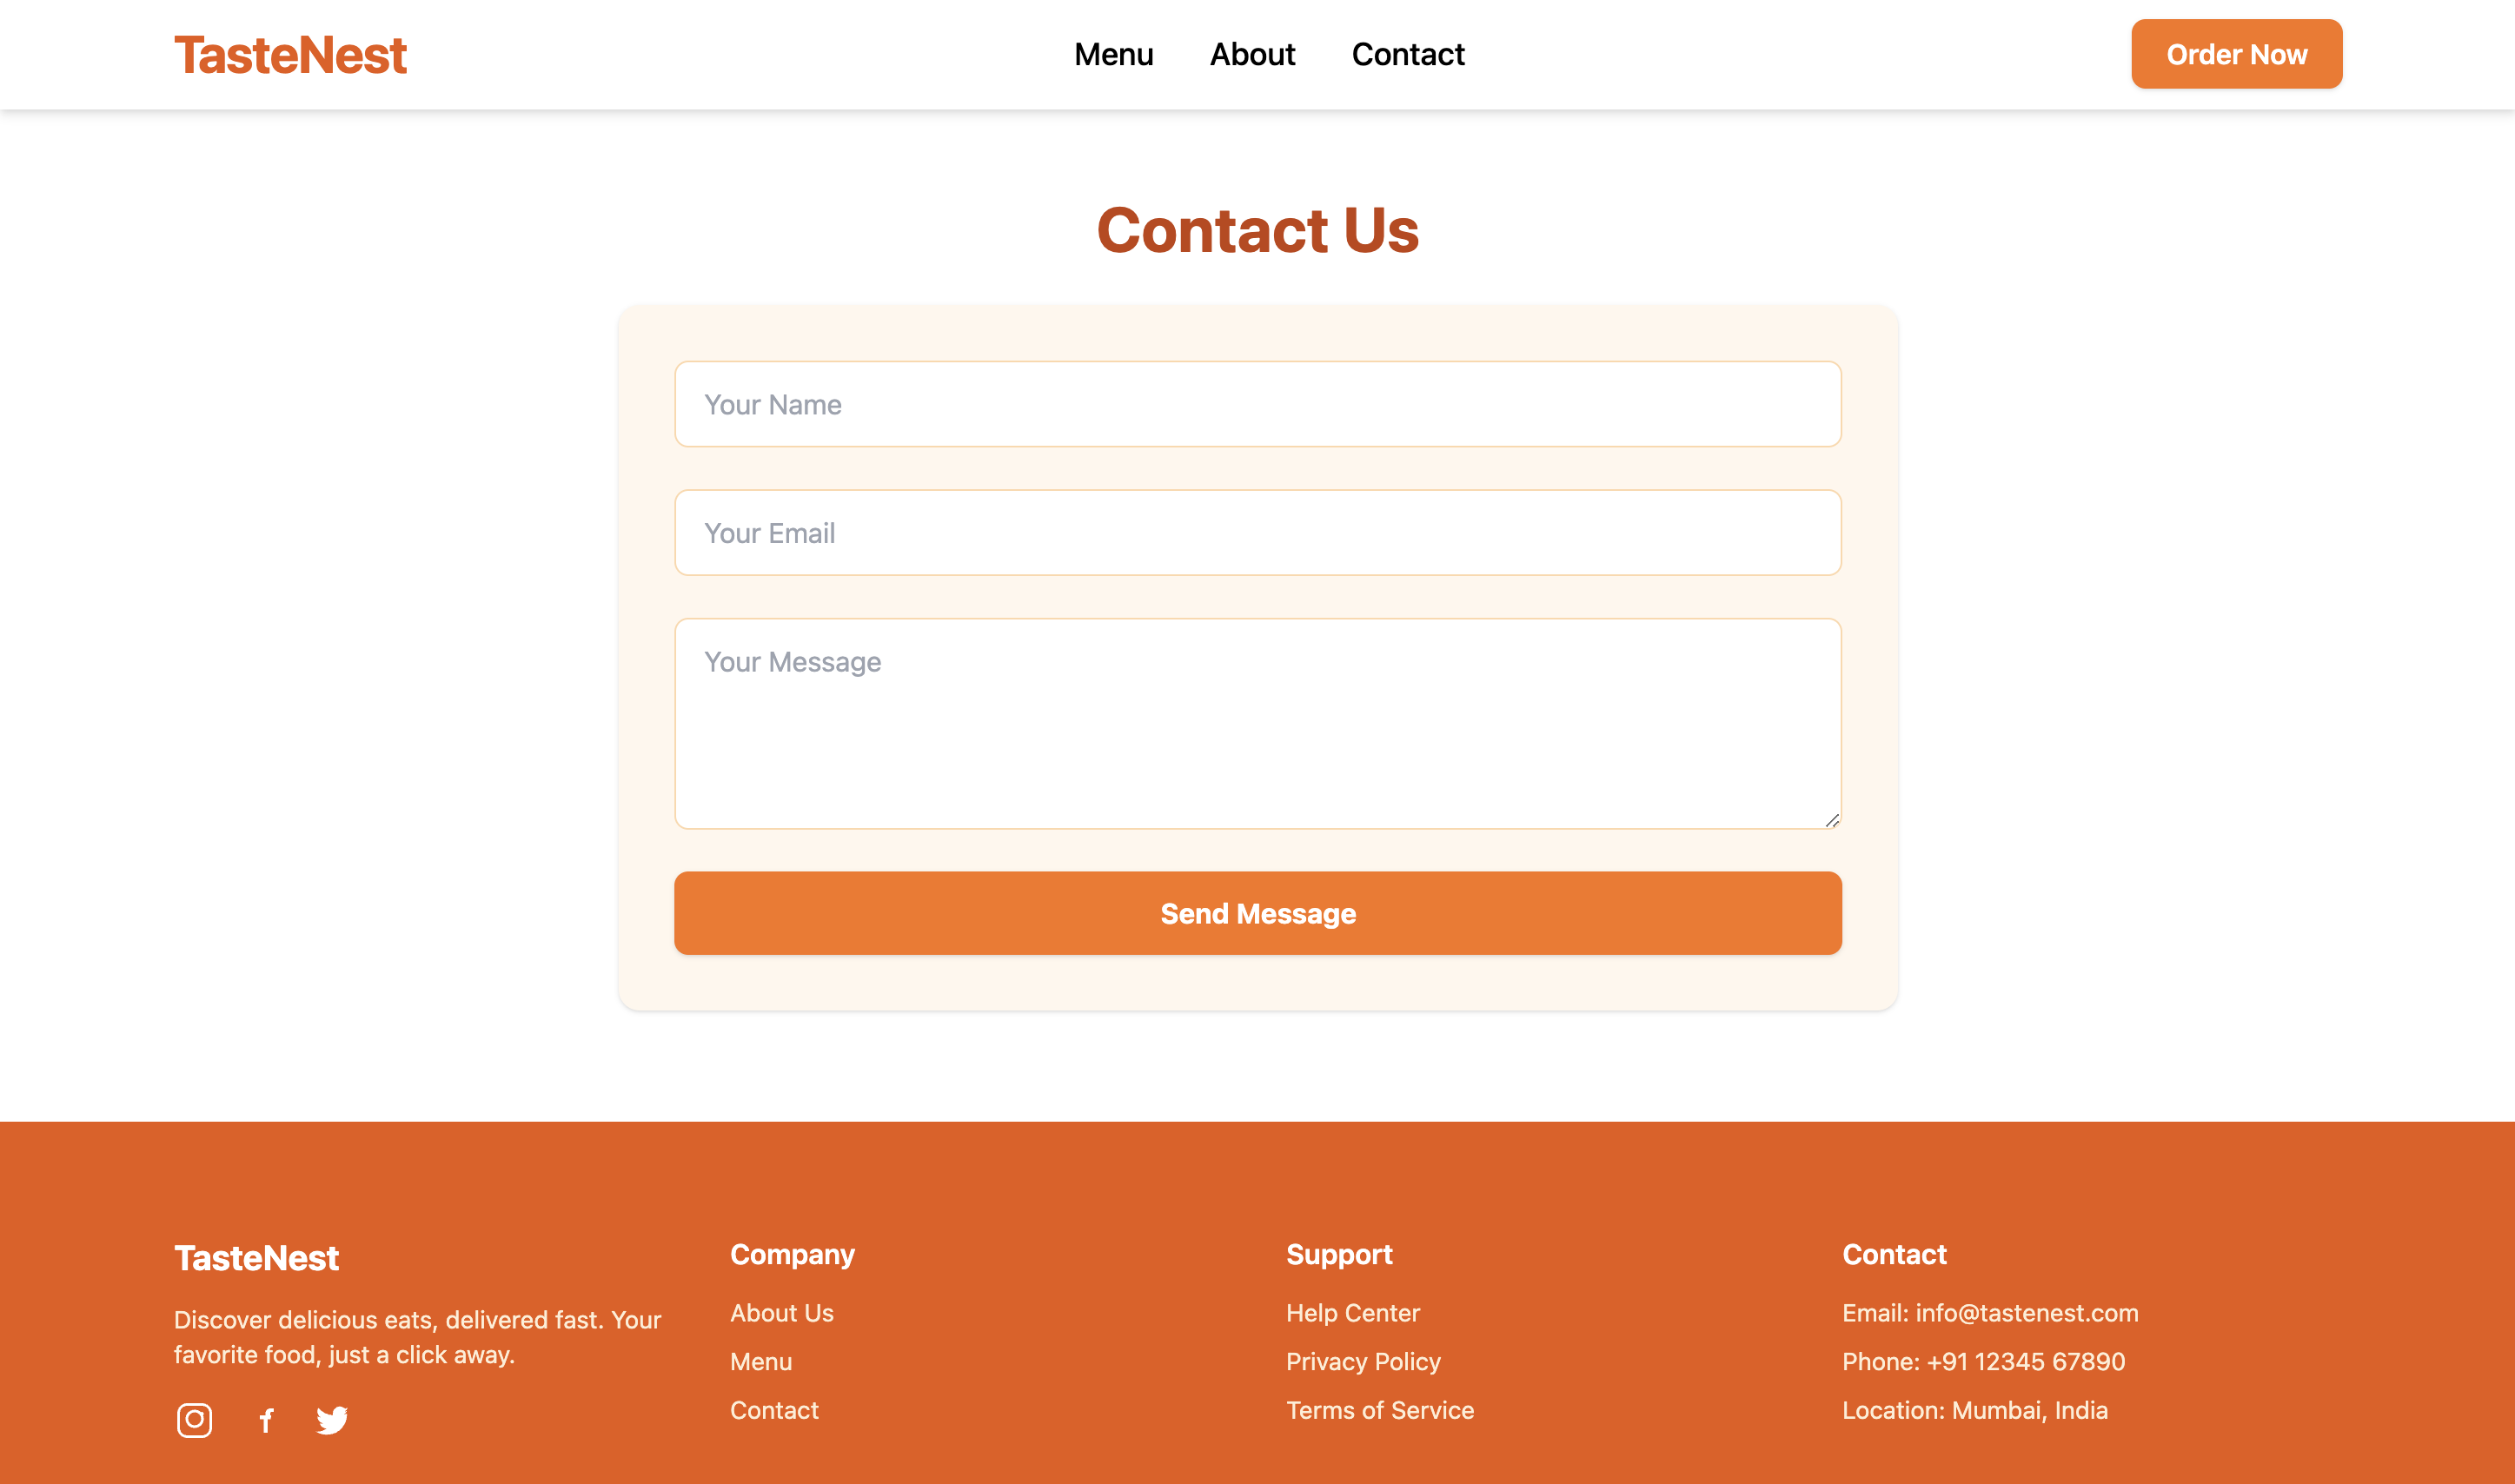 TasteNest
Menu
About
Contact
Order Now
Contact Us
Your Name
Your Email
Your Message
Send Message
TasteNest
Discover delicious eats, delivered fast. Your
favorite food, just a click away.
Company
About Us
Menu
Contact
Support
Help Center
Privacy Policy
Terms of Service
Contact
Email: info@tastenest.com
Phone: +91 12345 67890
Location: Mumbai, India